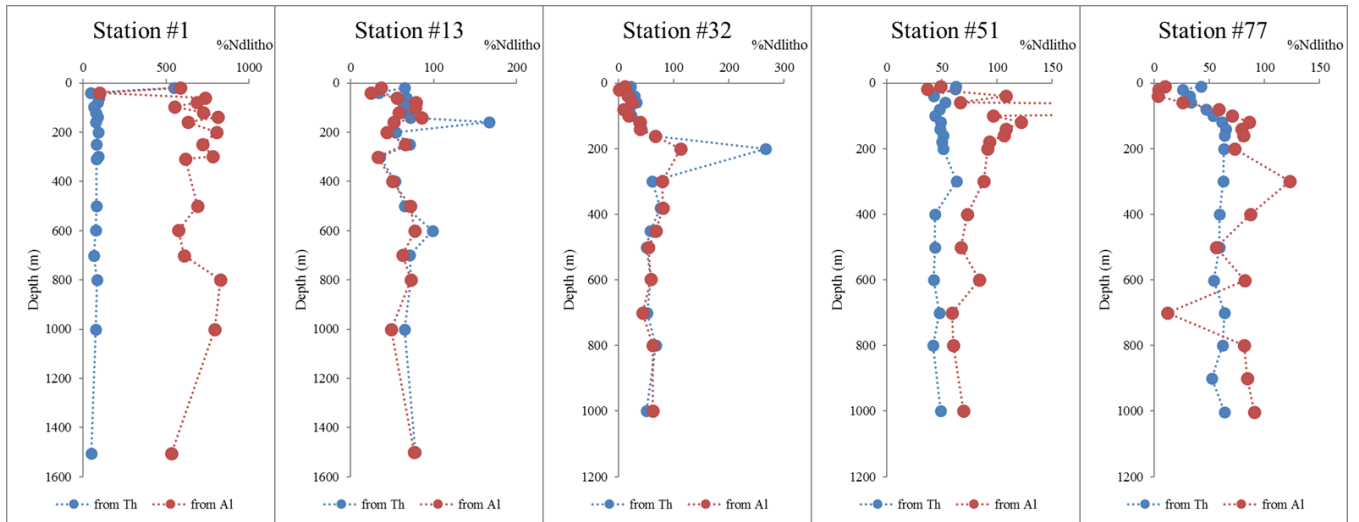 Station #1
%Ndlitho
0 500 1000
0
200
400
600
800
1000
1200
1400
1600
Depth (m)
from Th from Al
Station #13
%Ndlitho
0 100 200
0
200
400
600
800
1000
1200
1400
1600
Depth (m)
from Th from Al
Station #32
%Ndlitho
0 100 200 300
0
200
400
600
800
1000
1200
Depth (m)
from Th from Al
Station #51
%Ndlitho
0 50 100 150
0
200
400
600
800
1000
1200
Depth (m)
from Th from Al
Station #77
%Ndlitho
0 50 100 150
0
200
400
600
800
1000
1200
Depth (m)
from Th from Al